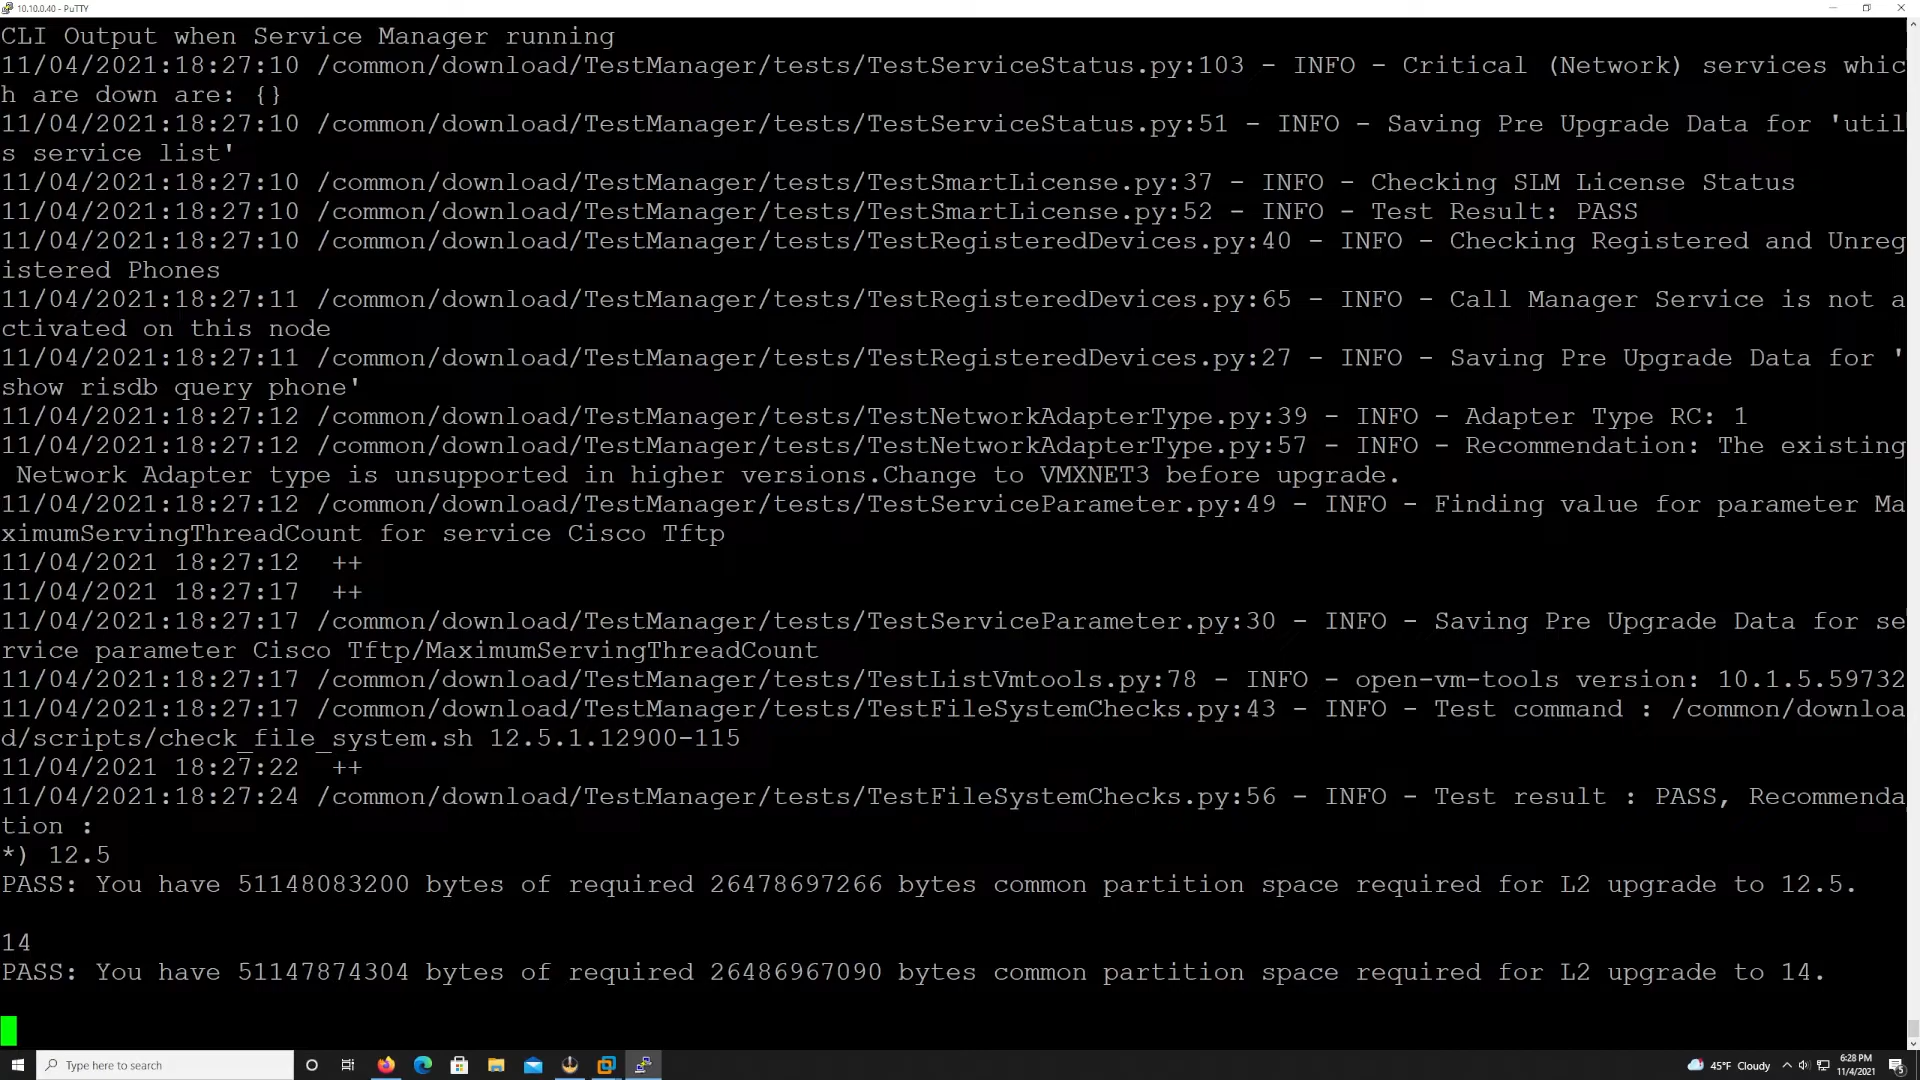 10.10.0.40 - PuTTY
CLI Output when Service Manager running
11/04/2021:18:27:10 /common/download/TestManager/tests/TestServiceStatus.py:103 - INFO - Critical (Network) services whic
h are down are: {}
11/04/2021:18:27:10 /common/download/TestManager/tests/TestServiceStatus.py:51 - INFO - Saving Pre Upgrade Data for 'util
s service list'
11/04/2021:18:27:10 /common/download/TestManager/tests/TestSmartLicense.py:37 - INFO - Checking SLM License Status
11/04/2021:18:27:10 /common/download/TestManager/tests/TestSmartLicense.py:52 - INFO - Test Result: PASS
11/04/2021:18:27:10 /common/download/TestManager/tests/TestRegisteredDevices.py:40 - INFO - Checking Registered and Unreg
istered Phones
11/04/2021:18:27:11 /common/download/TestManager/tests/TestRegisteredDevices.py:65 - INFO - Call Manager Service is not a
ctivated on this node
11/04/2021:18:27:11 /common/download/TestManager/tests/TestRegisteredDevices.py:27 - INFO - Saving Pre Upgrade Data for '
show risdb query phone'
11/04/2021:18:27:12 /common/download/TestManager/tests/TestNetworkAdapterType.py:39 - INFO - Adapter Type RC: 1
11/04/2021:18:27:12 /common/download/TestManager/tests/TestNetworkAdapterType.py:57 - INFO - Recommendation: The existing
 Network Adapter type is unsupported in higher versions.Change to VMXNET3 before upgrade.
11/04/2021:18:27:12 /common/download/TestManager/tests/TestServiceParameter.py:49 - INFO - Finding value for parameter Ma
ximumServingThreadCount for service Cisco Tftp
11/04/2021 18:27:12  ++
11/04/2021 18:27:17  ++
11/04/2021:18:27:17 /common/download/TestManager/tests/TestServiceParameter.py:30 - INFO - Saving Pre Upgrade Data for se
rvice parameter Cisco Tftp/MaximumServingThreadCount
11/04/2021:18:27:17 /common/download/TestManager/tests/TestListVmtools.py:78 - INFO - open-vm-tools version: 10.1.5.59732
11/04/2021:18:27:17 /common/download/TestManager/tests/TestFileSystemChecks.py:43 - INFO - Test command : /common/downloa
d/scripts/check_file_system.sh 12.5.1.12900-115
11/04/2021 18:27:22  ++
11/04/2021:18:27:24 /common/download/TestManager/tests/TestFileSystemChecks.py:56 - INFO - Test result : PASS, Recommenda
tion :
*) 12.5
PASS: You have 51148083200 bytes of required 26478697266 bytes common partition space required for L2 upgrade to 12.5.
14
PASS: You have 51147874304 bytes of required 26486967090 bytes common partition space required for L2 upgrade to 14.
Type here to search
45°F Cloudy
6:28 PM
11/4/2021
5